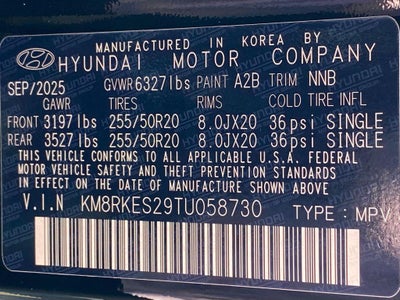 MANUFACTURED IN KOREA BY
HYUNDAI MOTOR COMPANY
SEP/2025 GVWR 6327lbs PAINT A2B TRIM NNB
GAWR TIRES RIMS COLD TIRE INFL
FRONT 3197lbs 255/50R20 8.0JX20 36psi SINGLE
REAR 3527lbs 255/50R20 8.0JX20 36psi SINGLE
THIS VEHICLE CONFORMS TO ALL APPLICABLE U.S.A. FEDERAL
MOTOR VEHICLE SAFETY AND THEFT PREVENTION STANDARDS
IN EFFECT ON THE DATE OF MANUFACTURE SHOWN ABOVE.
V.I.N KM8RKES29TU058730 TYPE : MPV